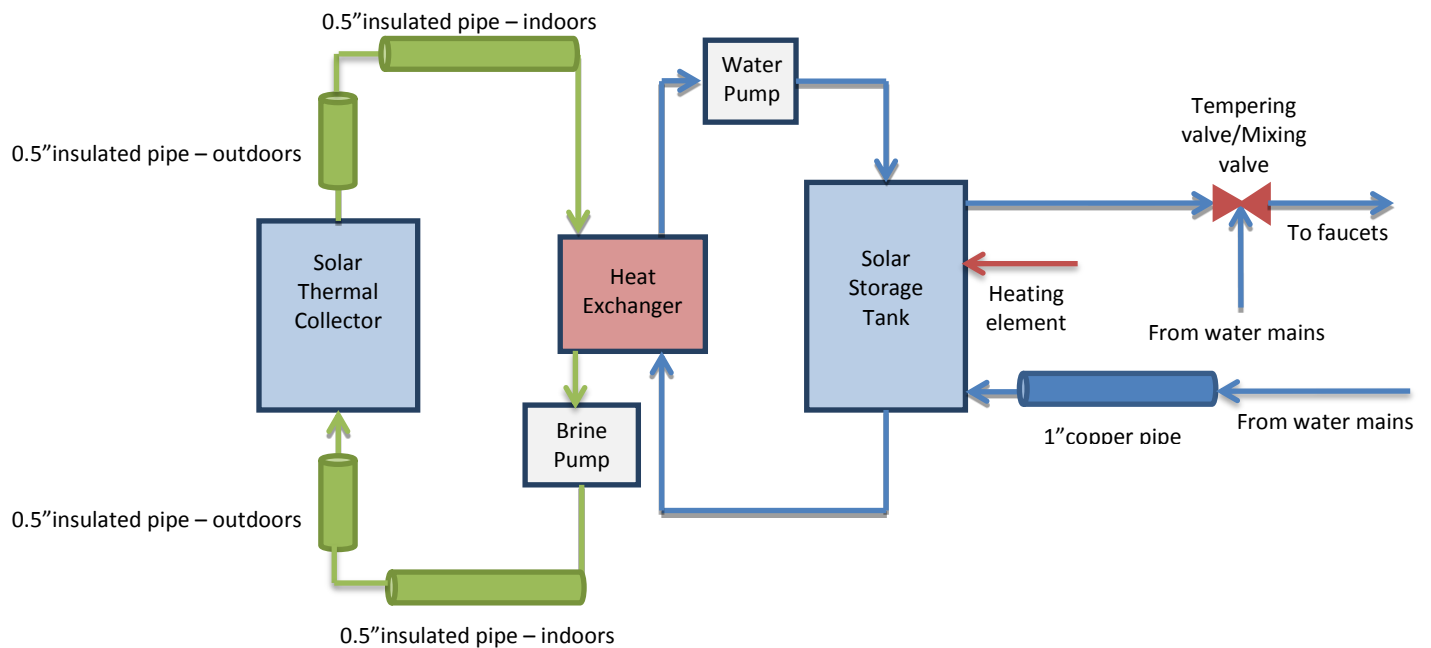 0.5”insulated pipe – indoors
Water
Pump
Tempering
valve/Mixing
valve
0.5”insulated pipe – outdoors
To faucets
Solar
Thermal
Collector
Heat
Exchanger
Solar
Storage
Tank
Heating
element
From water mains
1”copper pipe
From water mains
Brine
Pump
0.5”insulated pipe – outdoors
0.5”insulated pipe – indoors